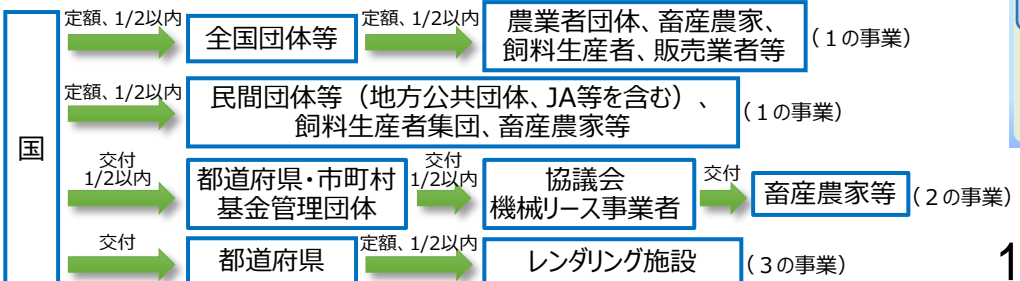 国
定額、1/2以内
全国団体等
定額、1/2以内
農業者団体、畜産農家、
飼料生産者、販売業者等
（１の事業）
定額、1/2以内
民間団体等（地方公共団体、JA等を含む）、
飼料生産者集団、畜産農家等
（１の事業）
交付
1/2以内
都道府県・市町村
基金管理団体
交付
1/2以内
協議会
機械リース事業者
交付
畜産農家等
（２の事業）
交付
都道府県
定額、1/2以内
レンダリング施設
（３の事業）
1